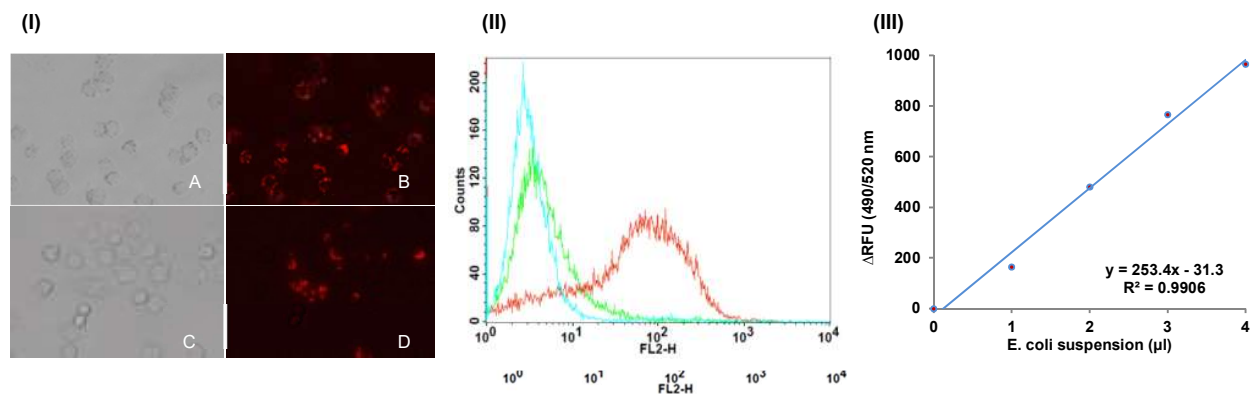 (I)
A
B
C
D
(II)
Counts
200
160
120
80
40
0
10⁰ 10¹ 10² 10³ 10⁴
FL2-H
10⁰ 10¹ 10² 10³ 10⁴
FL2-H
(III)
ΔRFU (490/520 nm
1000
800
600
400
200
0
y = 253.4x - 31.3
R² = 0.9906
0 1 2 3 4
E. coli suspension (µl)